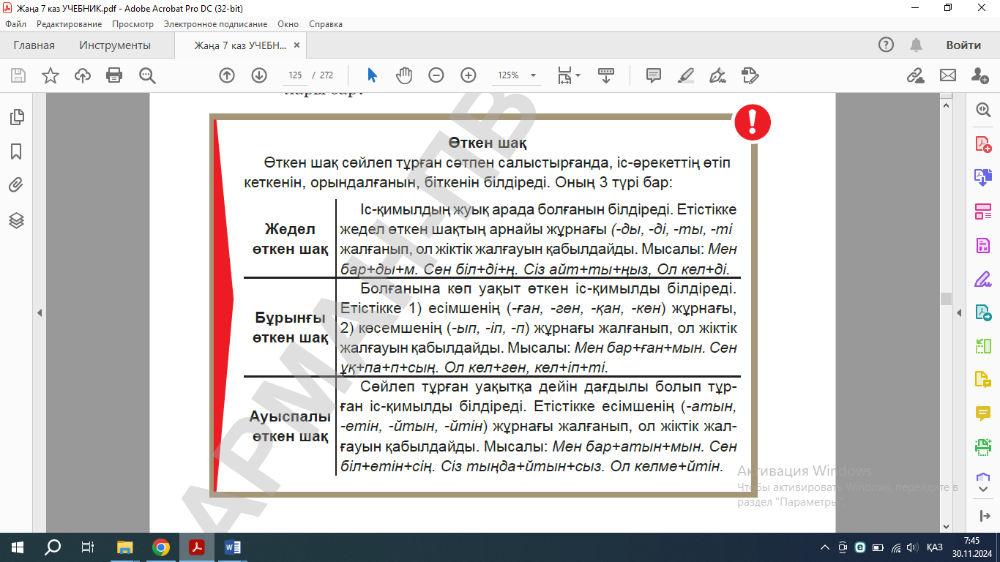 Жаңа 7 каз УЧЕБНИК.pdf - Adobe Acrobat Pro DC (32-bit)
Файл Редактирование Просмотр Электронное подписание Окно Справка
Главная Инструменты Жаңа 7 каз УЧЕБН... × Войти
125 / 272 125%
лары бар?
Өткен шақ
Өткен шақ сөйлеп тұрған сәтпен салыстырғанда, іс-әрекеттің өтіп
кеткенін, орындалғанын, біткенін білдіреді. Оның 3 түрі бар:
Жедел
өткен шақ
Іс-қимылдың жуық арада болғанын білдіреді. Етістікке
жедел өткен шақтың арнайы жұрнағы (-ды, -ді, -ты, -ті
жалғанып, ол жіктік жалғауын қабылдайды. Мысалы: Мен
бар+ды+м. Сен біл+ді+ң. Сіз айт+ты+ңыз, Ол кел+ді.
Бұрынғы
өткен шақ
Болғанына көп уақыт өткен іс-қимылды білдіреді.
Етістікке 1) есімшенің (-ған, -ген, -қан, -кен) жұрнағы,
2) көсемшенің (-ып, -іп, -п) жұрнағы жалғанып, ол жіктік
жалғауын қабылдайды. Мысалы: Мен бар+ған+мын. Сен
ұқ+па+п+сың. Ол кел+ген, кел+іп+ті.
Ауыспалы
өткен шақ
Сөйлеп тұрған уақытқа дейін дағдылы болып тұр-
ған іс-қимылды білдіреді. Етістікке есімшенің (-атын,
-етін, -йтын, -йтін) жұрнағы жалғанып, ол жіктік жал-
ғауын қабылдайды. Мысалы: Мен бар+атын+мын. Сен
біл+етін+сің. Сіз тыңда+йтын+сыз. Ол келме+йтін.
АРМАН-ПВ
Активация Windows
Чтобы активировать Windows, перейдите в
раздел "Параметры".
ҚАЗ
7:45
30.11.2024